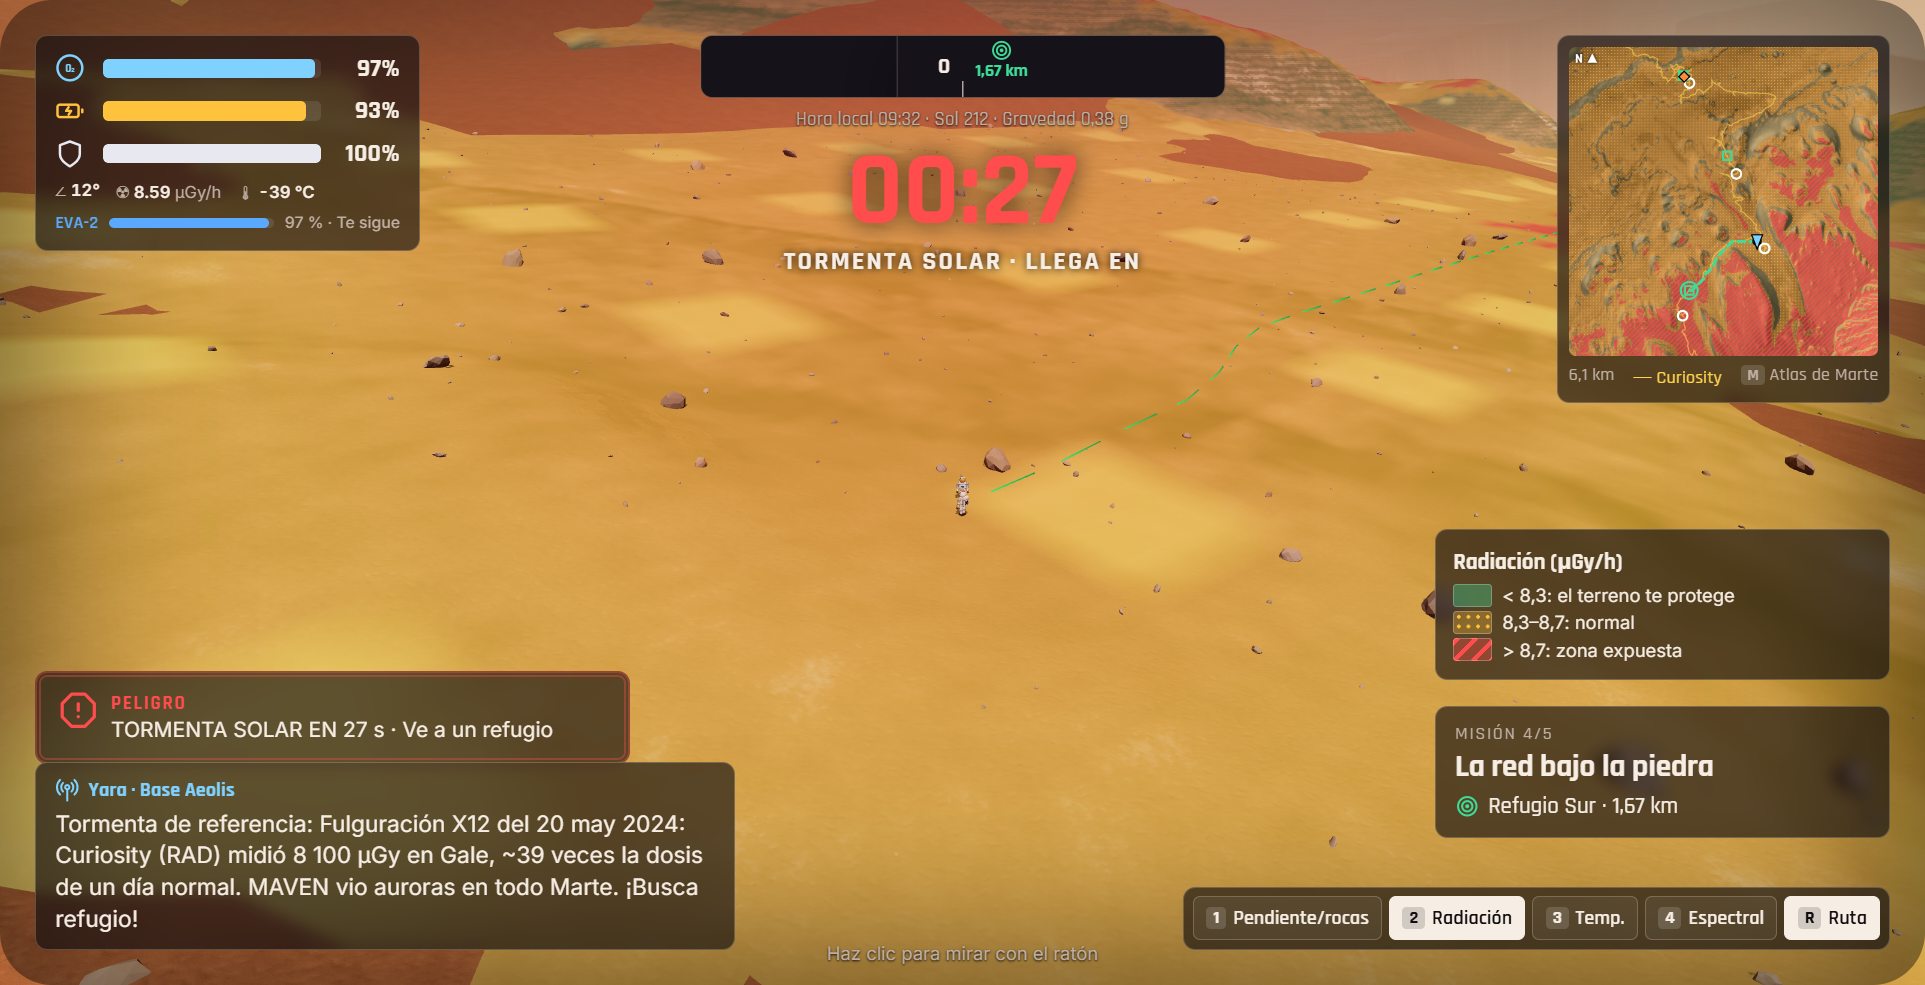 O₂ 97%
93%
100%
∠ 12° 8.59 µGy/h -39 °C
EVA-2 97 % · Te sigue
0 1,67 km
Hora local 09:32 · Sol 212 · Gravedad 0,38 g
00:27
TORMENTA SOLAR · LLEGA EN
N
6,1 km — Curiosity M Atlas de Marte
Radiación (µGy/h)
< 8,3: el terreno te protege
8,3–8,7: normal
> 8,7: zona expuesta
PELIGRO
TORMENTA SOLAR EN 27 s · Ve a un refugio
Yara · Base Aeolis
Tormenta de referencia: Fulguración X12 del 20 may 2024:
Curiosity (RAD) midió 8 100 µGy en Gale, ~39 veces la dosis
de un día normal. MAVEN vio auroras en todo Marte. ¡Busca
refugio!
MISIÓN 4/5
La red bajo la piedra
Refugio Sur · 1,67 km
1 Pendiente/rocas 2 Radiación 3 Temp. 4 Espectral R Ruta
Haz clic para mirar con el ratón